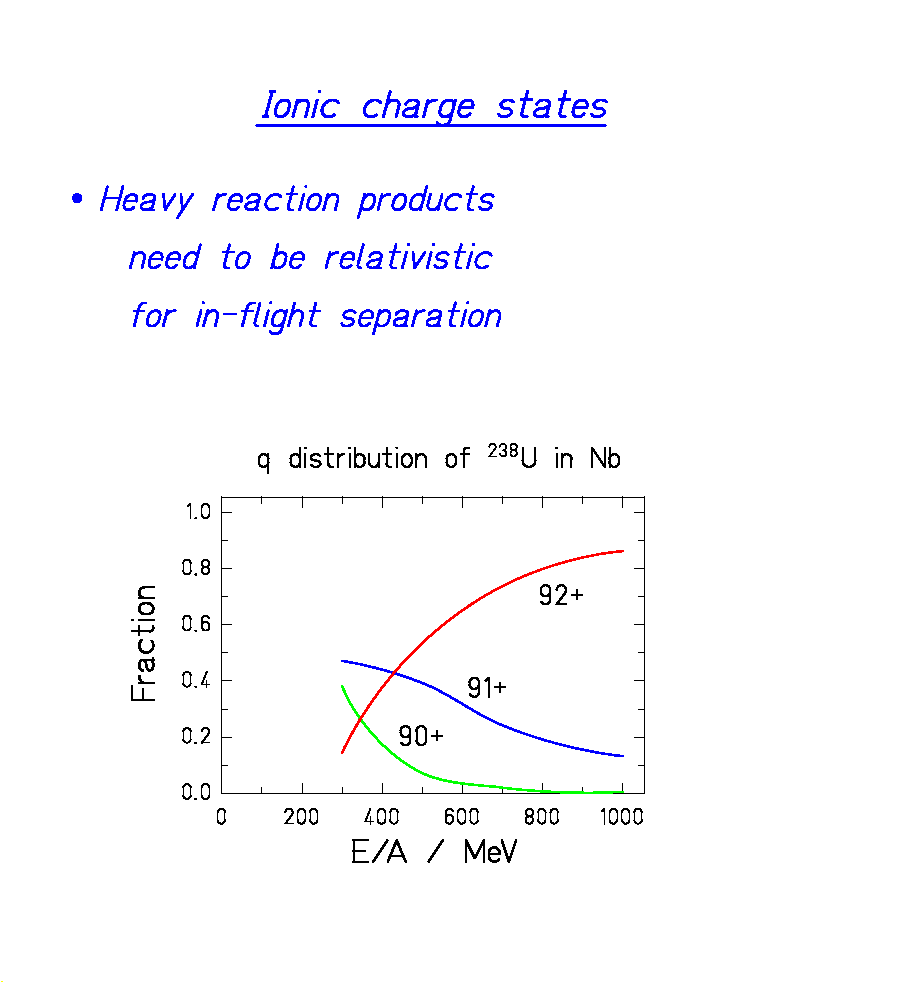 Ionic charge states
• Heavy reaction products
need to be relativistic
for in-flight separation
q distribution of ²³⁸U in Nb
1.0
0.8
0.6
0.4
0.2
0.0
Fraction
92+
91+
90+
0 200 400 600 800 1000
E/A / MeV